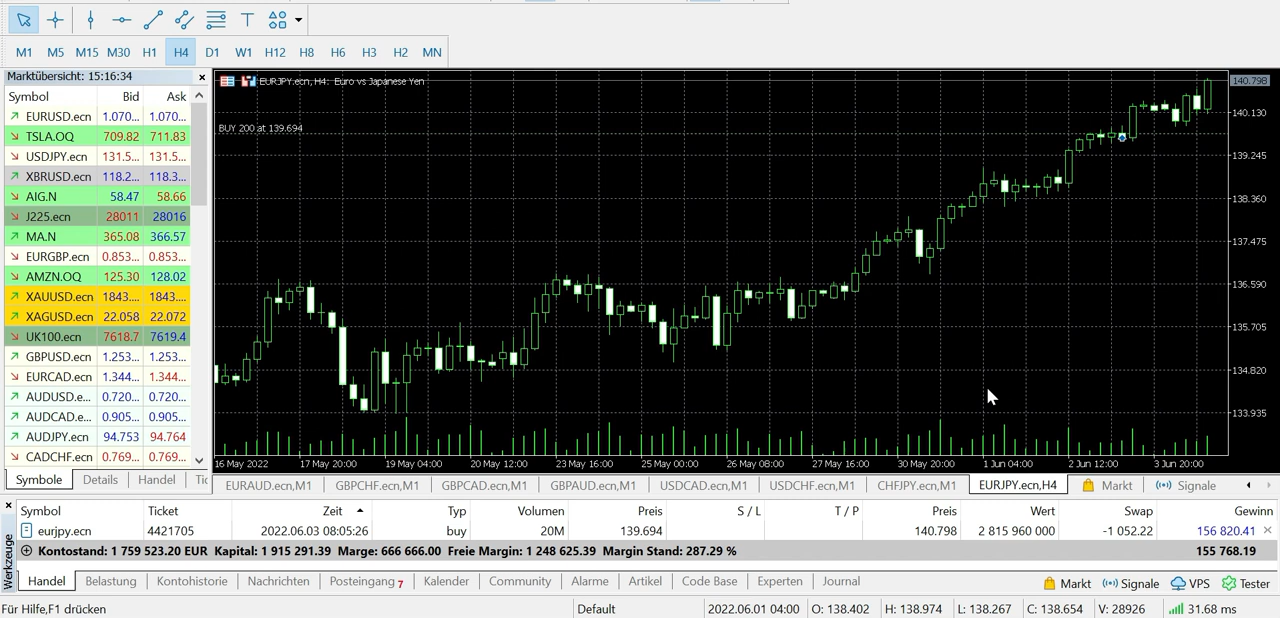 M1 M5 M15 M30 H1 H4 D1 W1 H12 H8 H6 H3 H2 MN
Marktübersicht: 15:16:34
Symbol Bid Ask
EURUSD.ecn 1.070... 1.070...
TSLA.OQ 709.82 711.83
USDJPY.ecn 131.5... 131.5...
XBRUSD.ecn 118.2... 118.3...
AIG.N 58.47 58.66
J225.ecn 28011 28016
MA.N 365.08 366.57
EURGBP.ecn 0.853... 0.853...
AMZN.OQ 125.30 128.02
XAUUSD.ecn 1843.... 1843....
XAGUSD.ecn 22.058 22.072
UK100.ecn 7618.7 7619.4
GBPUSD.ecn 1.253... 1.253...
EURCAD.ecn 1.344... 1.344...
AUDUSD.e... 0.720... 0.720...
AUDCAD.e... 0.905... 0.905...
AUDJPY.ecn 94.753 94.764
CADCHF.ecn 0.769... 0.769...
Symbole Details Handel Tic
EURJPY.ecn, H4: Euro vs Japanese Yen
BUY 200 at 139.694
140.798
140.130
139.245
138.360
137.475
136.590
135.705
134.820
133.935
16 May 2022 17 May 20:00 19 May 04:00 20 May 12:00 23 May 16:00 25 May 00:00 26 May 08:00 27 May 16:00 30 May 20:00 1 Jun 04:00 2 Jun 12:00 3 Jun 20:00
EURAUD.ecn,M1 GBPCHF.ecn,M1 GBPCAD.ecn,M1 GBPAUD.ecn,M1 USDCAD.ecn,M1 USDCHF.ecn,M1 CHFJPY.ecn,M1 EURJPY.ecn,H4 Markt Signale
Werkzeuge
Symbol Ticket Zeit Typ Volumen Preis S / L T / P Preis Wert Swap Gewinn
eurjpy.ecn 4421705 2022.06.03 08:05:26 buy 20M 139.694 140.798 2 815 960 000 -1 052.22 156 820.41
Kontostand: 1 759 523.20 EUR Kapital: 1 915 291.39 Marge: 666 666.00 Freie Margin: 1 248 625.39 Margin Stand: 287.29 % 155 768.19
Handel Belastung Kontohistorie Nachrichten Posteingang 7 Kalender Community Alarme Artikel Code Base Experten Journal Markt Signale VPS Tester
Für Hilfe,F1 drücken Default 2022.06.01 04:00 O: 138.402 H: 138.974 L: 138.267 C: 138.654 V: 28926 31.68 ms